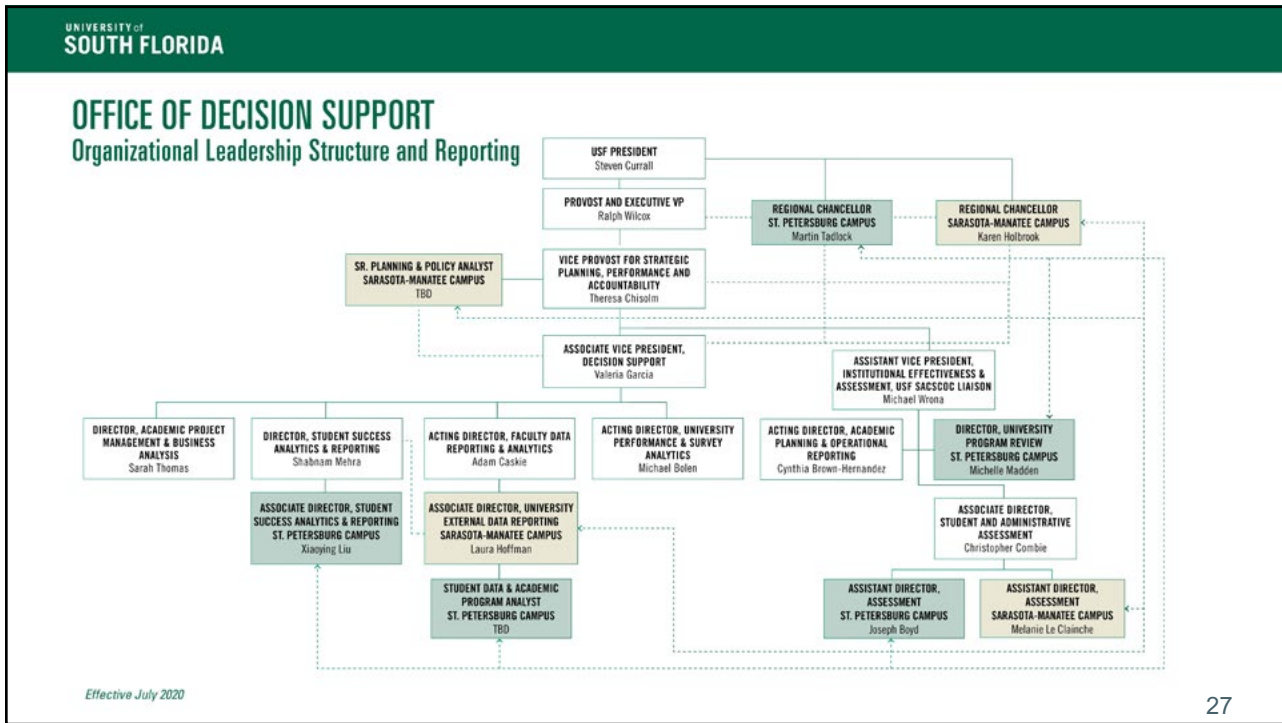 UNIVERSITY of
SOUTH FLORIDA
OFFICE OF DECISION SUPPORT
Organizational Leadership Structure and Reporting
USF PRESIDENT
Steven Currall
PROVOST AND EXECUTIVE VP
Ralph Wilcox
REGIONAL CHANCELLOR
ST. PETERSBURG CAMPUS
Martin Tadlock
REGIONAL CHANCELLOR
SARASOTA-MANATEE CAMPUS
Karen Holbrook
SR. PLANNING & POLICY ANALYST
SARASOTA-MANATEE CAMPUS
TBD
VICE PROVOST FOR STRATEGIC
PLANNING, PERFORMANCE AND
ACCOUNTABILITY
Theresa Chisolm
ASSOCIATE VICE PRESIDENT,
DECISION SUPPORT
Valeria Garcia
ASSISTANT VICE PRESIDENT,
INSTITUTIONAL EFFECTIVENESS &
ASSESSMENT, USF SACSCOC LIAISON
Michael Wrona
DIRECTOR, ACADEMIC PROJECT
MANAGEMENT & BUSINESS
ANALYSIS
Sarah Thomas
DIRECTOR, STUDENT SUCCESS
ANALYTICS & REPORTING
Shabnam Mehra
ACTING DIRECTOR, FACULTY DATA
REPORTING & ANALYTICS
Adam Caskie
ACTING DIRECTOR, UNIVERSITY
PERFORMANCE & SURVEY
ANALYTICS
Michael Bolen
ACTING DIRECTOR, ACADEMIC
PLANNING & OPERATIONAL
REPORTING
Cynthia Brown-Hernandez
DIRECTOR, UNIVERSITY
PROGRAM REVIEW
ST. PETERSBURG CAMPUS
Michelle Madden
ASSOCIATE DIRECTOR, STUDENT
SUCCESS ANALYTICS & REPORTING
ST. PETERSBURG CAMPUS
Xiaoying Liu
ASSOCIATE DIRECTOR, UNIVERSITY
EXTERNAL DATA REPORTING
SARASOTA-MANATEE CAMPUS
Laura Hoffman
ASSOCIATE DIRECTOR,
STUDENT AND ADMINISTRATIVE
ASSESSMENT
Christopher Combie
STUDENT DATA & ACADEMIC
PROGRAM ANALYST
ST. PETERSBURG CAMPUS
TBD
ASSISTANT DIRECTOR,
ASSESSMENT
ST. PETERSBURG CAMPUS
Joseph Boyd
ASSISTANT DIRECTOR,
ASSESSMENT
SARASOTA-MANATEE CAMPUS
Melanie Le Clainche
Effective July 2020
27